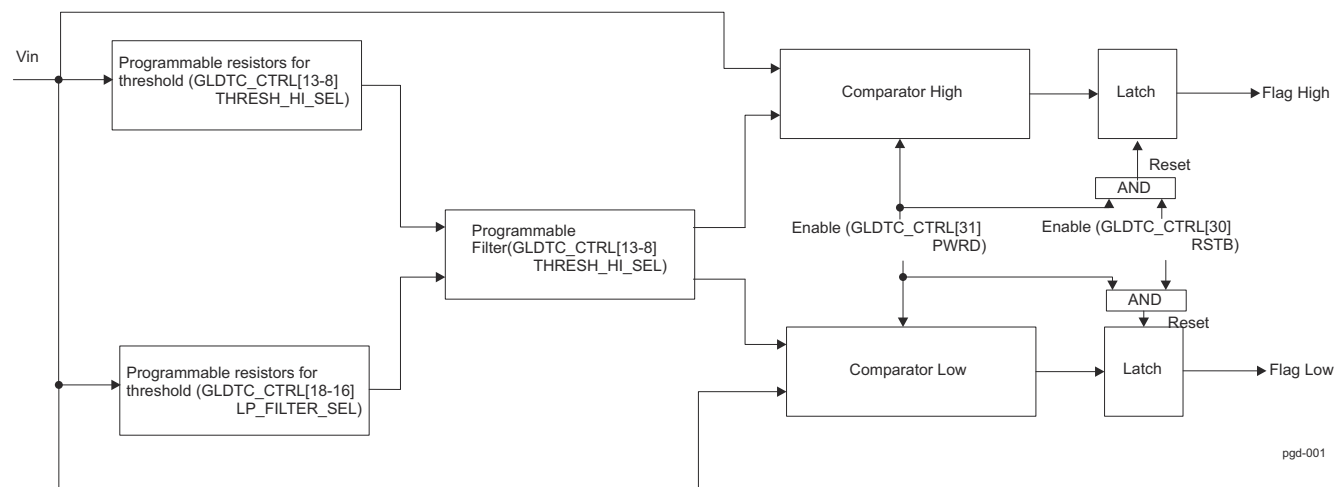 Vin
Programmable resistors for
threshold (GLDTC_CTRL[13-8]
THRESH_HI_SEL)
Comparator High
Latch
Flag High
Reset
AND
Programmable
Filter(GLDTC_CTRL[13-8]
THRESH_HI_SEL)
Enable (GLDTC_CTRL[31]
PWRD)
Enable (GLDTC_CTRL[30]
RSTB)
AND
Reset
Programmable resistors for
threshold (GLDTC_CTRL[18-16]
LP_FILTER_SEL)
Comparator Low
Latch
Flag Low
pgd-001